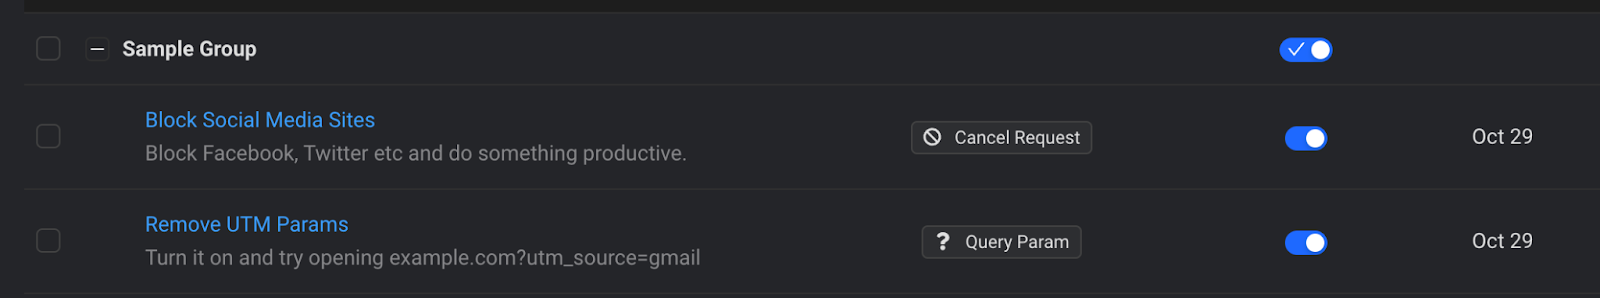 Sample Group
Block Social Media Sites
Block Facebook, Twitter etc and do something productive.
Cancel Request
Oct 29
Remove UTM Params
Turn it on and try opening example.com?utm_source=gmail
? Query Param
Oct 29